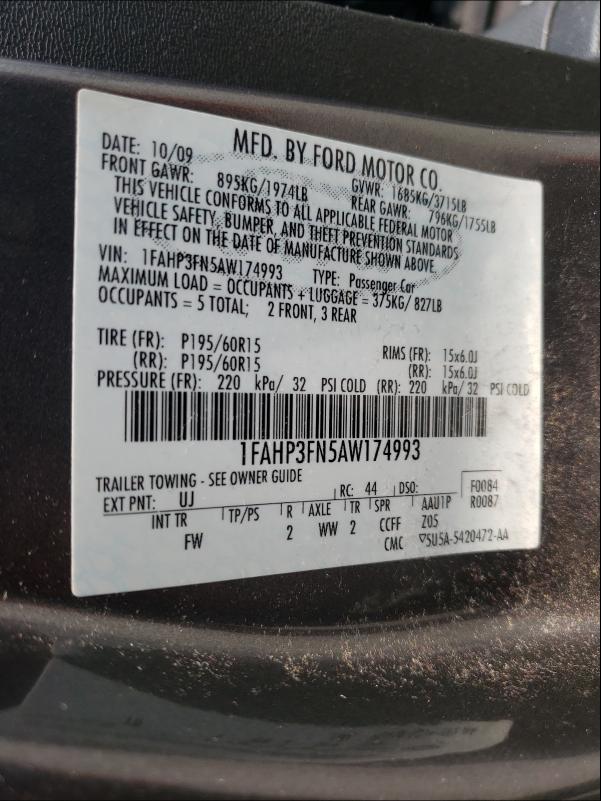 MFD. BY FORD MOTOR CO.
DATE: 10/09 GVWR: 1685KG/3715LB
FRONT GAWR: 895KG/1974LB REAR GAWR: 796KG/1755LB
THIS VEHICLE CONFORMS TO ALL APPLICABLE FEDERAL MOTOR
VEHICLE SAFETY, BUMPER, AND THEFT PREVENTION STANDARDS
IN EFFECT ON THE DATE OF MANUFACTURE SHOWN ABOVE.
VIN: 1FAHP3FN5AW174993 TYPE: Passenger Car
MAXIMUM LOAD = OCCUPANTS + LUGGAGE = 375KG/ 827LB
OCCUPANTS = 5 TOTAL; 2 FRONT, 3 REAR
TIRE (FR): P195/60R15 RIMS (FR): 15x6.0J
(RR): P195/60R15 (RR): 15x6.0J
PRESSURE (FR): 220 kPa/ 32 PSI COLD (RR): 220 kPa/ 32 PSI COLD
1FAHP3FN5AW174993
TRAILER TOWING - SEE OWNER GUIDE F0084
EXT PNT: UJ RC: 44 DSO: R0087
INT TR TP/PS R AXLE TR SPR AAU1P
FW 2 WW 2 CCFF Z05
CMC ▽5U5A-5420472-AA